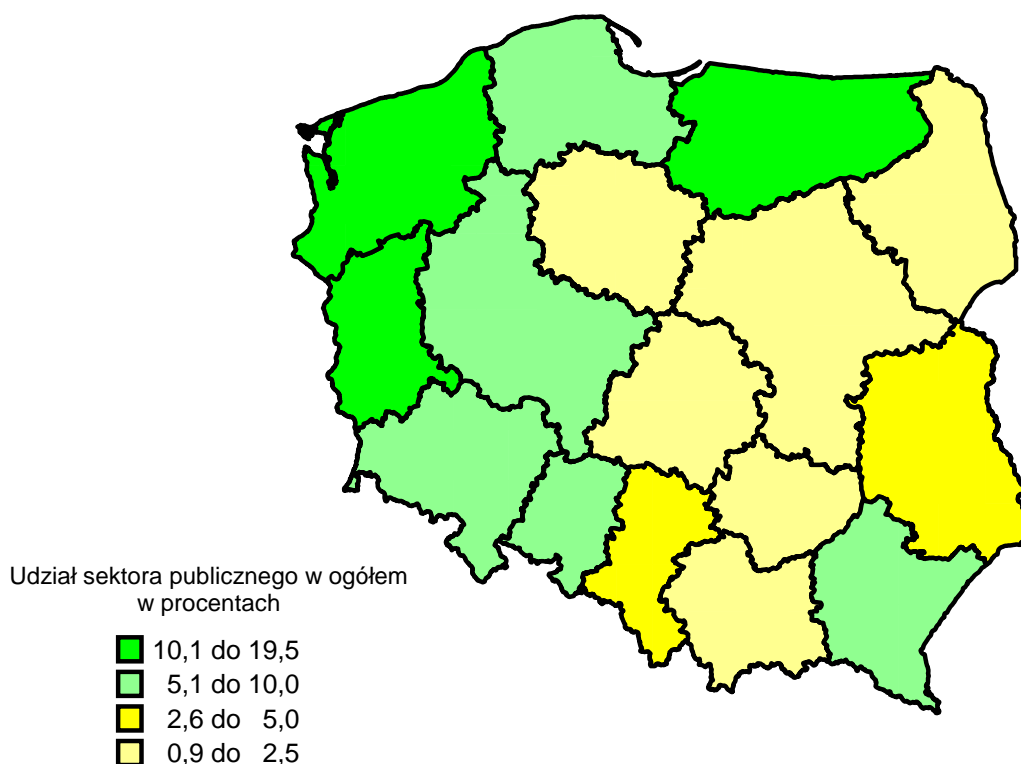 Udział sektora publicznego w ogółem
w procentach
10,1 do 19,5
5,1 do 10,0
2,6 do 5,0
0,9 do 2,5